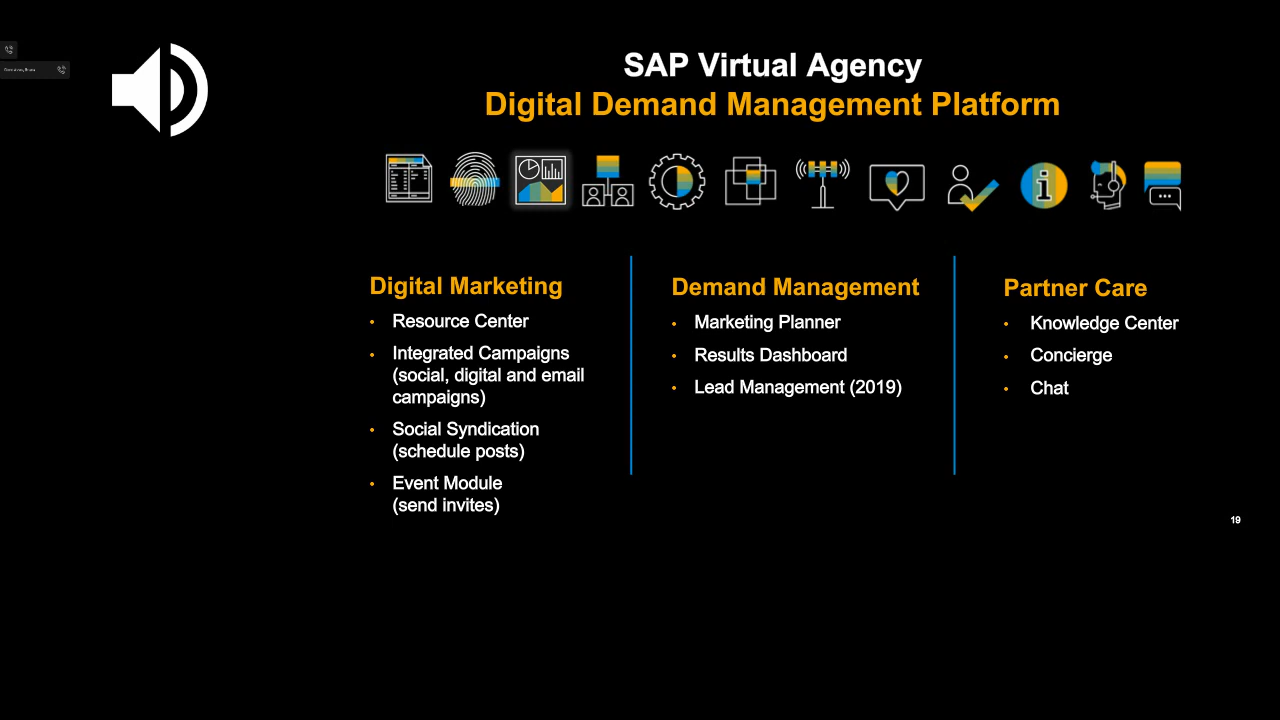 SAP Virtual Agency
Digital Demand Management Platform
Digital Marketing
• Resource Center
• Integrated Campaigns
(social, digital and email
campaigns)
• Social Syndication
(schedule posts)
• Event Module
(send invites)
Demand Management
• Marketing Planner
• Results Dashboard
• Lead Management (2019)
Partner Care
• Knowledge Center
• Concierge
• Chat
19